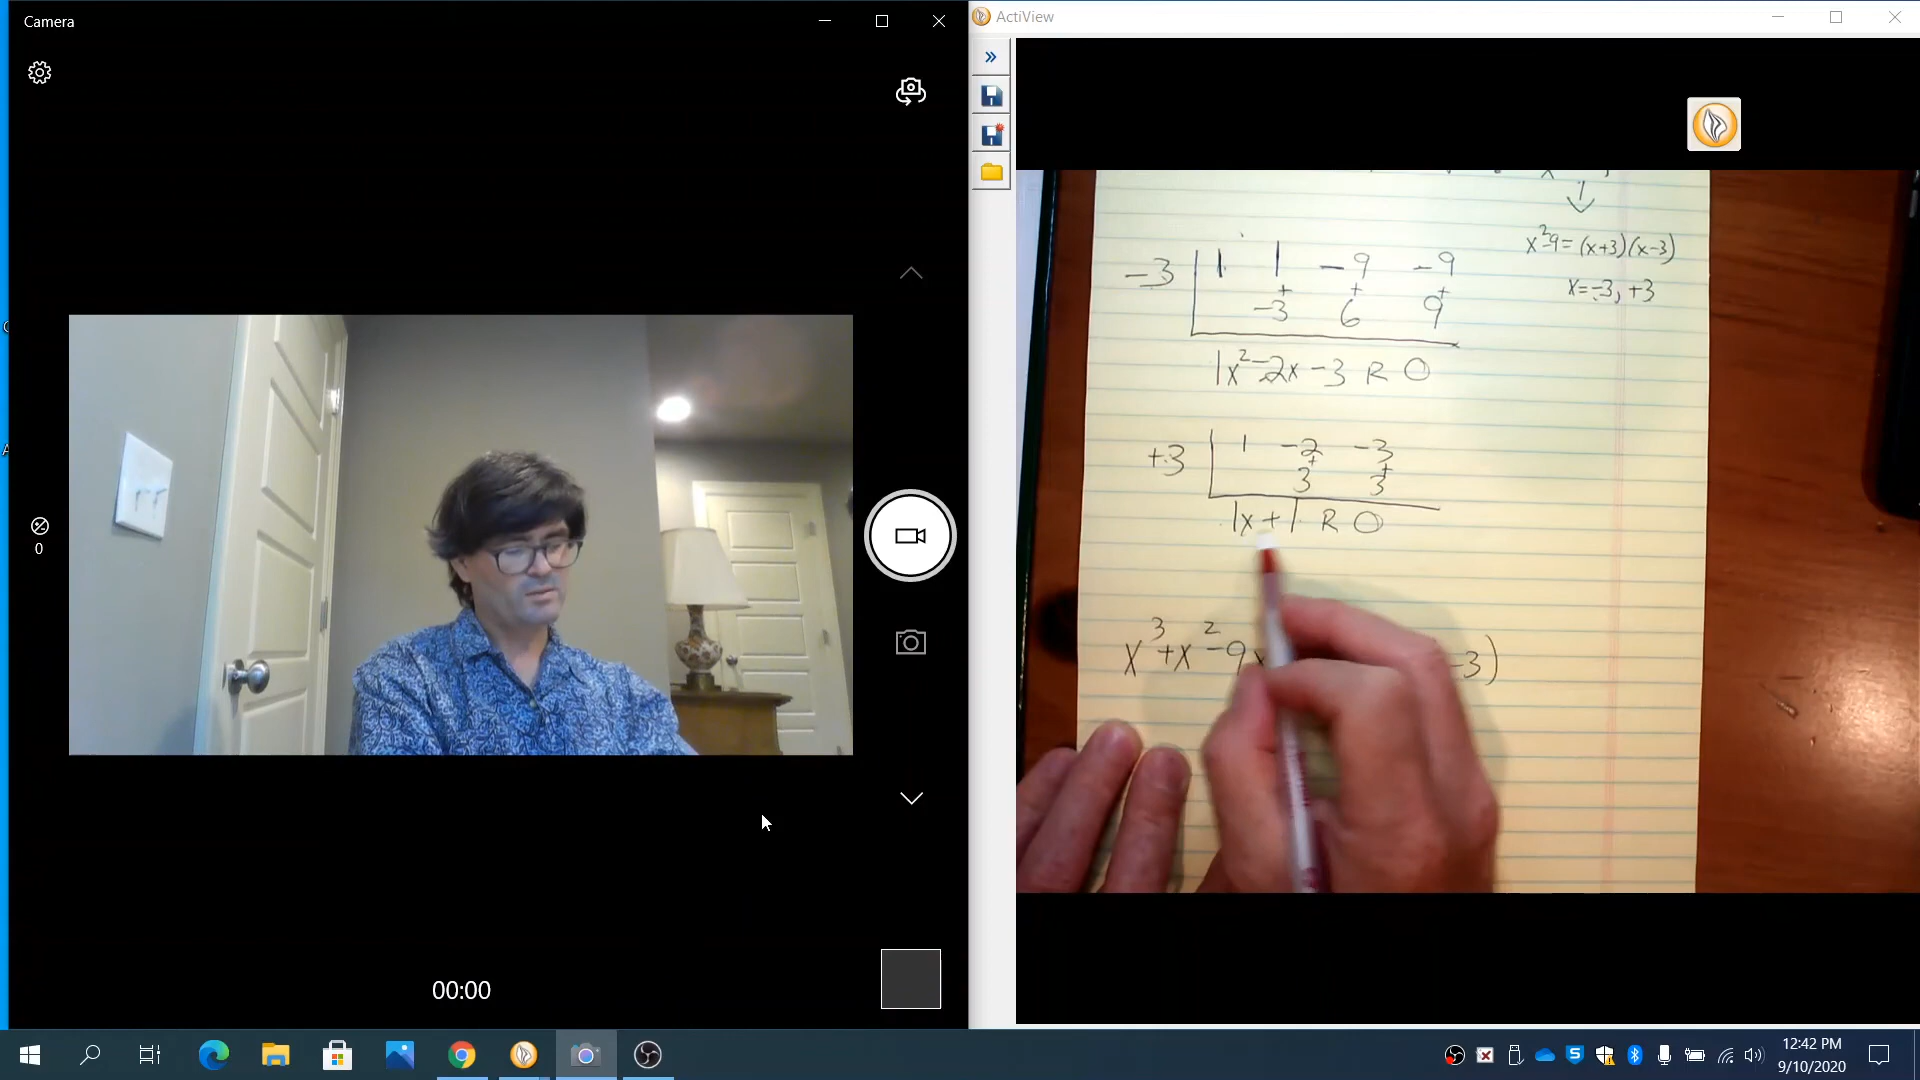 Camera
ActiView
0
00:00
x²-9=(x+3)(x-3)
x=-3, +3
-3 | 1 1 -9 -9
+ + +
-3 6 9
1x²-2x-3 R 0
+3 | 1 -2 -3
+ +
3 3
1x+1 R 0
x³+x²-9x -3)
12:42 PM
9/10/2020